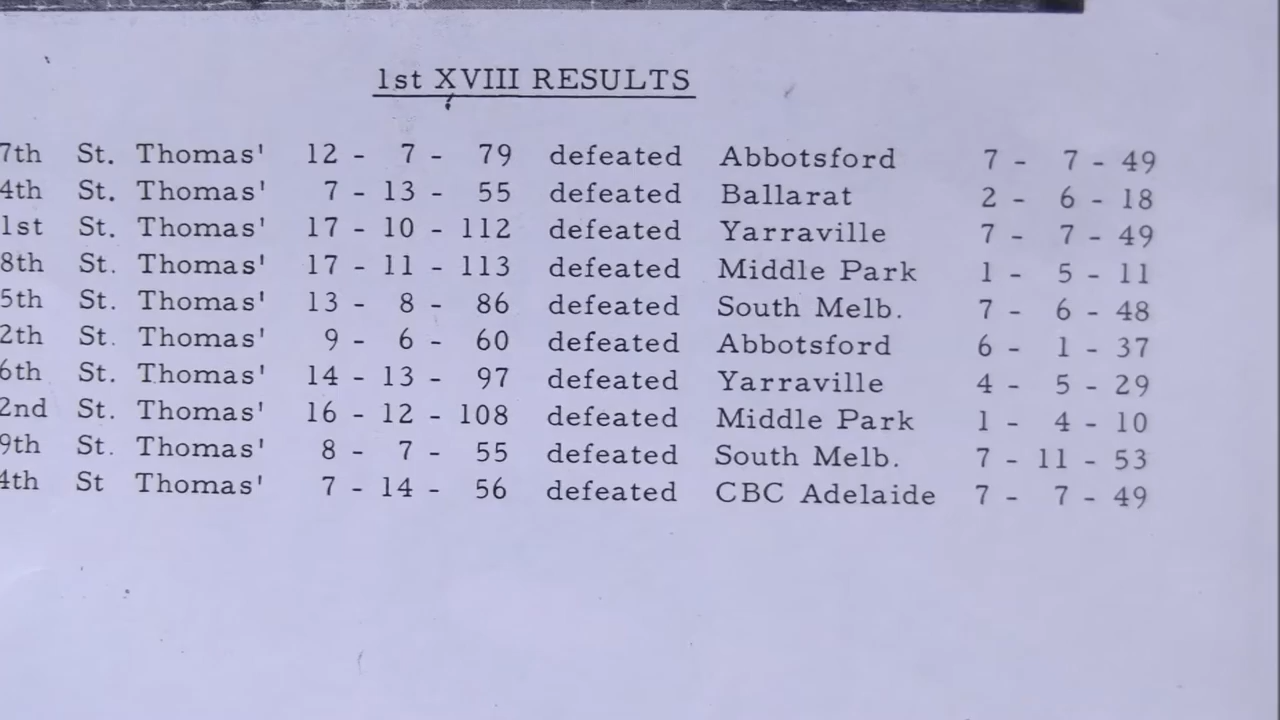 1st XVIII RESULTS
7th St. Thomas' 12 - 7 - 79 defeated Abbotsford 7 - 7 - 49
4th St. Thomas' 7 - 13 - 55 defeated Ballarat 2 - 6 - 18
1st St. Thomas' 17 - 10 - 112 defeated Yarraville 7 - 7 - 49
8th St. Thomas' 17 - 11 - 113 defeated Middle Park 1 - 5 - 11
5th St. Thomas' 13 - 8 - 86 defeated South Melb. 7 - 6 - 48
2th St. Thomas' 9 - 6 - 60 defeated Abbotsford 6 - 1 - 37
6th St. Thomas' 14 - 13 - 97 defeated Yarraville 4 - 5 - 29
2nd St. Thomas' 16 - 12 - 108 defeated Middle Park 1 - 4 - 10
9th St. Thomas' 8 - 7 - 55 defeated South Melb. 7 - 11 - 53
4th St Thomas' 7 - 14 - 56 defeated CBC Adelaide 7 - 7 - 49